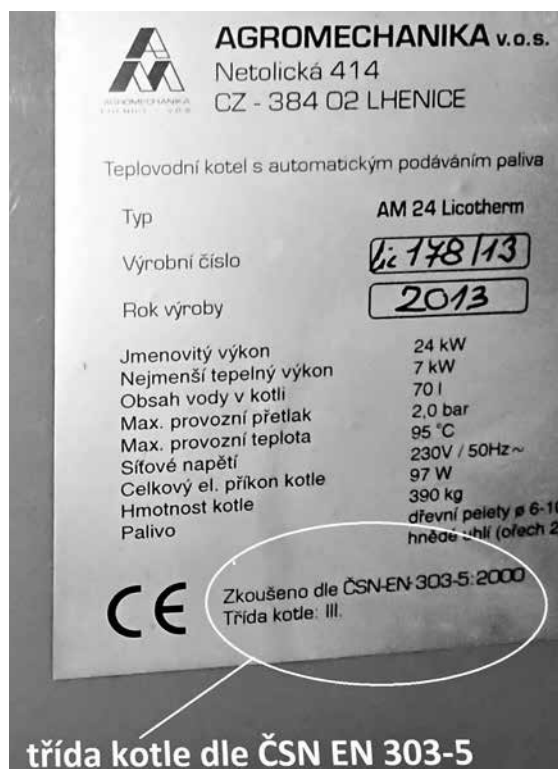 AGROMECHANIKA v.o.s.
Netolická 414
CZ - 384 02 LHENICE
AGROMECHANIKA
LHENICE v.o.s.
Teplovodní kotel s automatickým podáváním paliva
Typ AM 24 Licotherm
Výrobní číslo Lic 178/13
Rok výroby 2013
Jmenovitý výkon 24 kW
Nejmenší tepelný výkon 7 kW
Obsah vody v kotli 70 l
Max. provozní přetlak 2,0 bar
Max. provozní teplota 95 °C
Síťové napětí 230V / 50Hz ~
Celkový el. příkon kotle 97 W
Hmotnost kotle 390 kg
Palivo dřevní pelety ø 6-10
hnědé uhlí (ořech 2
CE
Zkoušeno dle ČSN-EN-303-5:2000
Třída kotle: III.
třída kotle dle ČSN EN 303-5